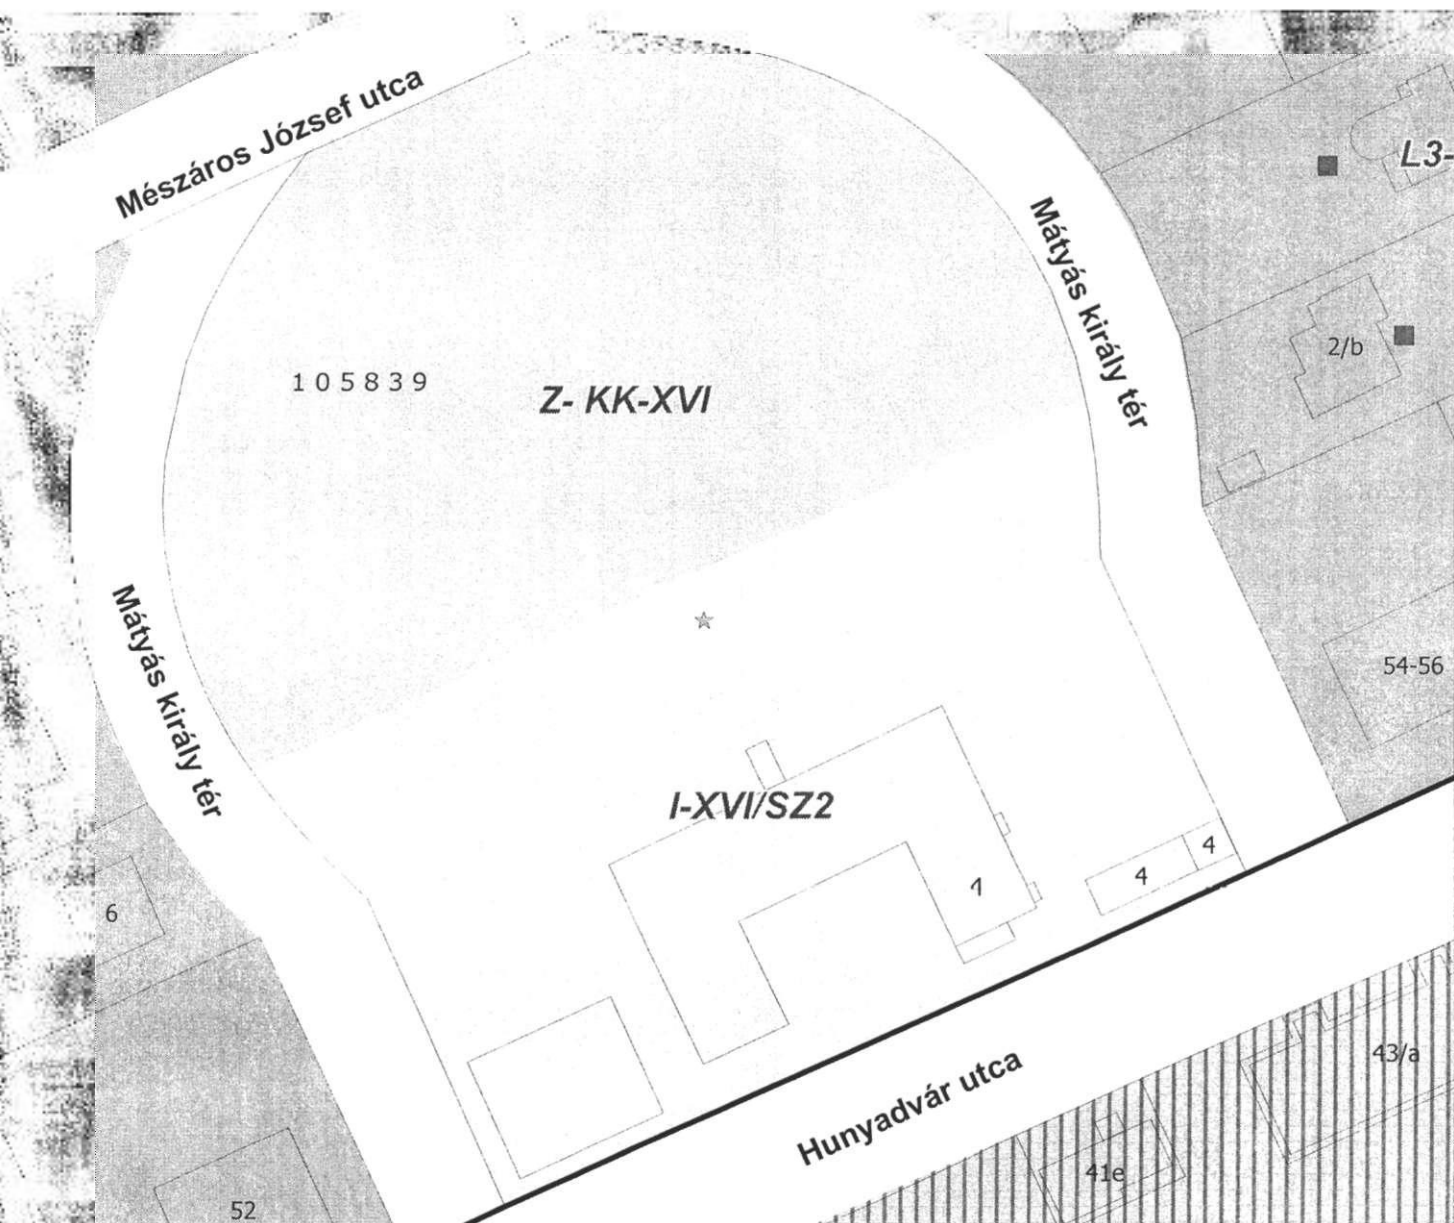 Mészáros József utca
L3-
Mátyás király tér
2/b
105839
Z- KK-XVI
Mátyás király tér
54-56
I-XVI/SZ2
4
4
1
6
Hunyadvár utca
43/a
41e
52